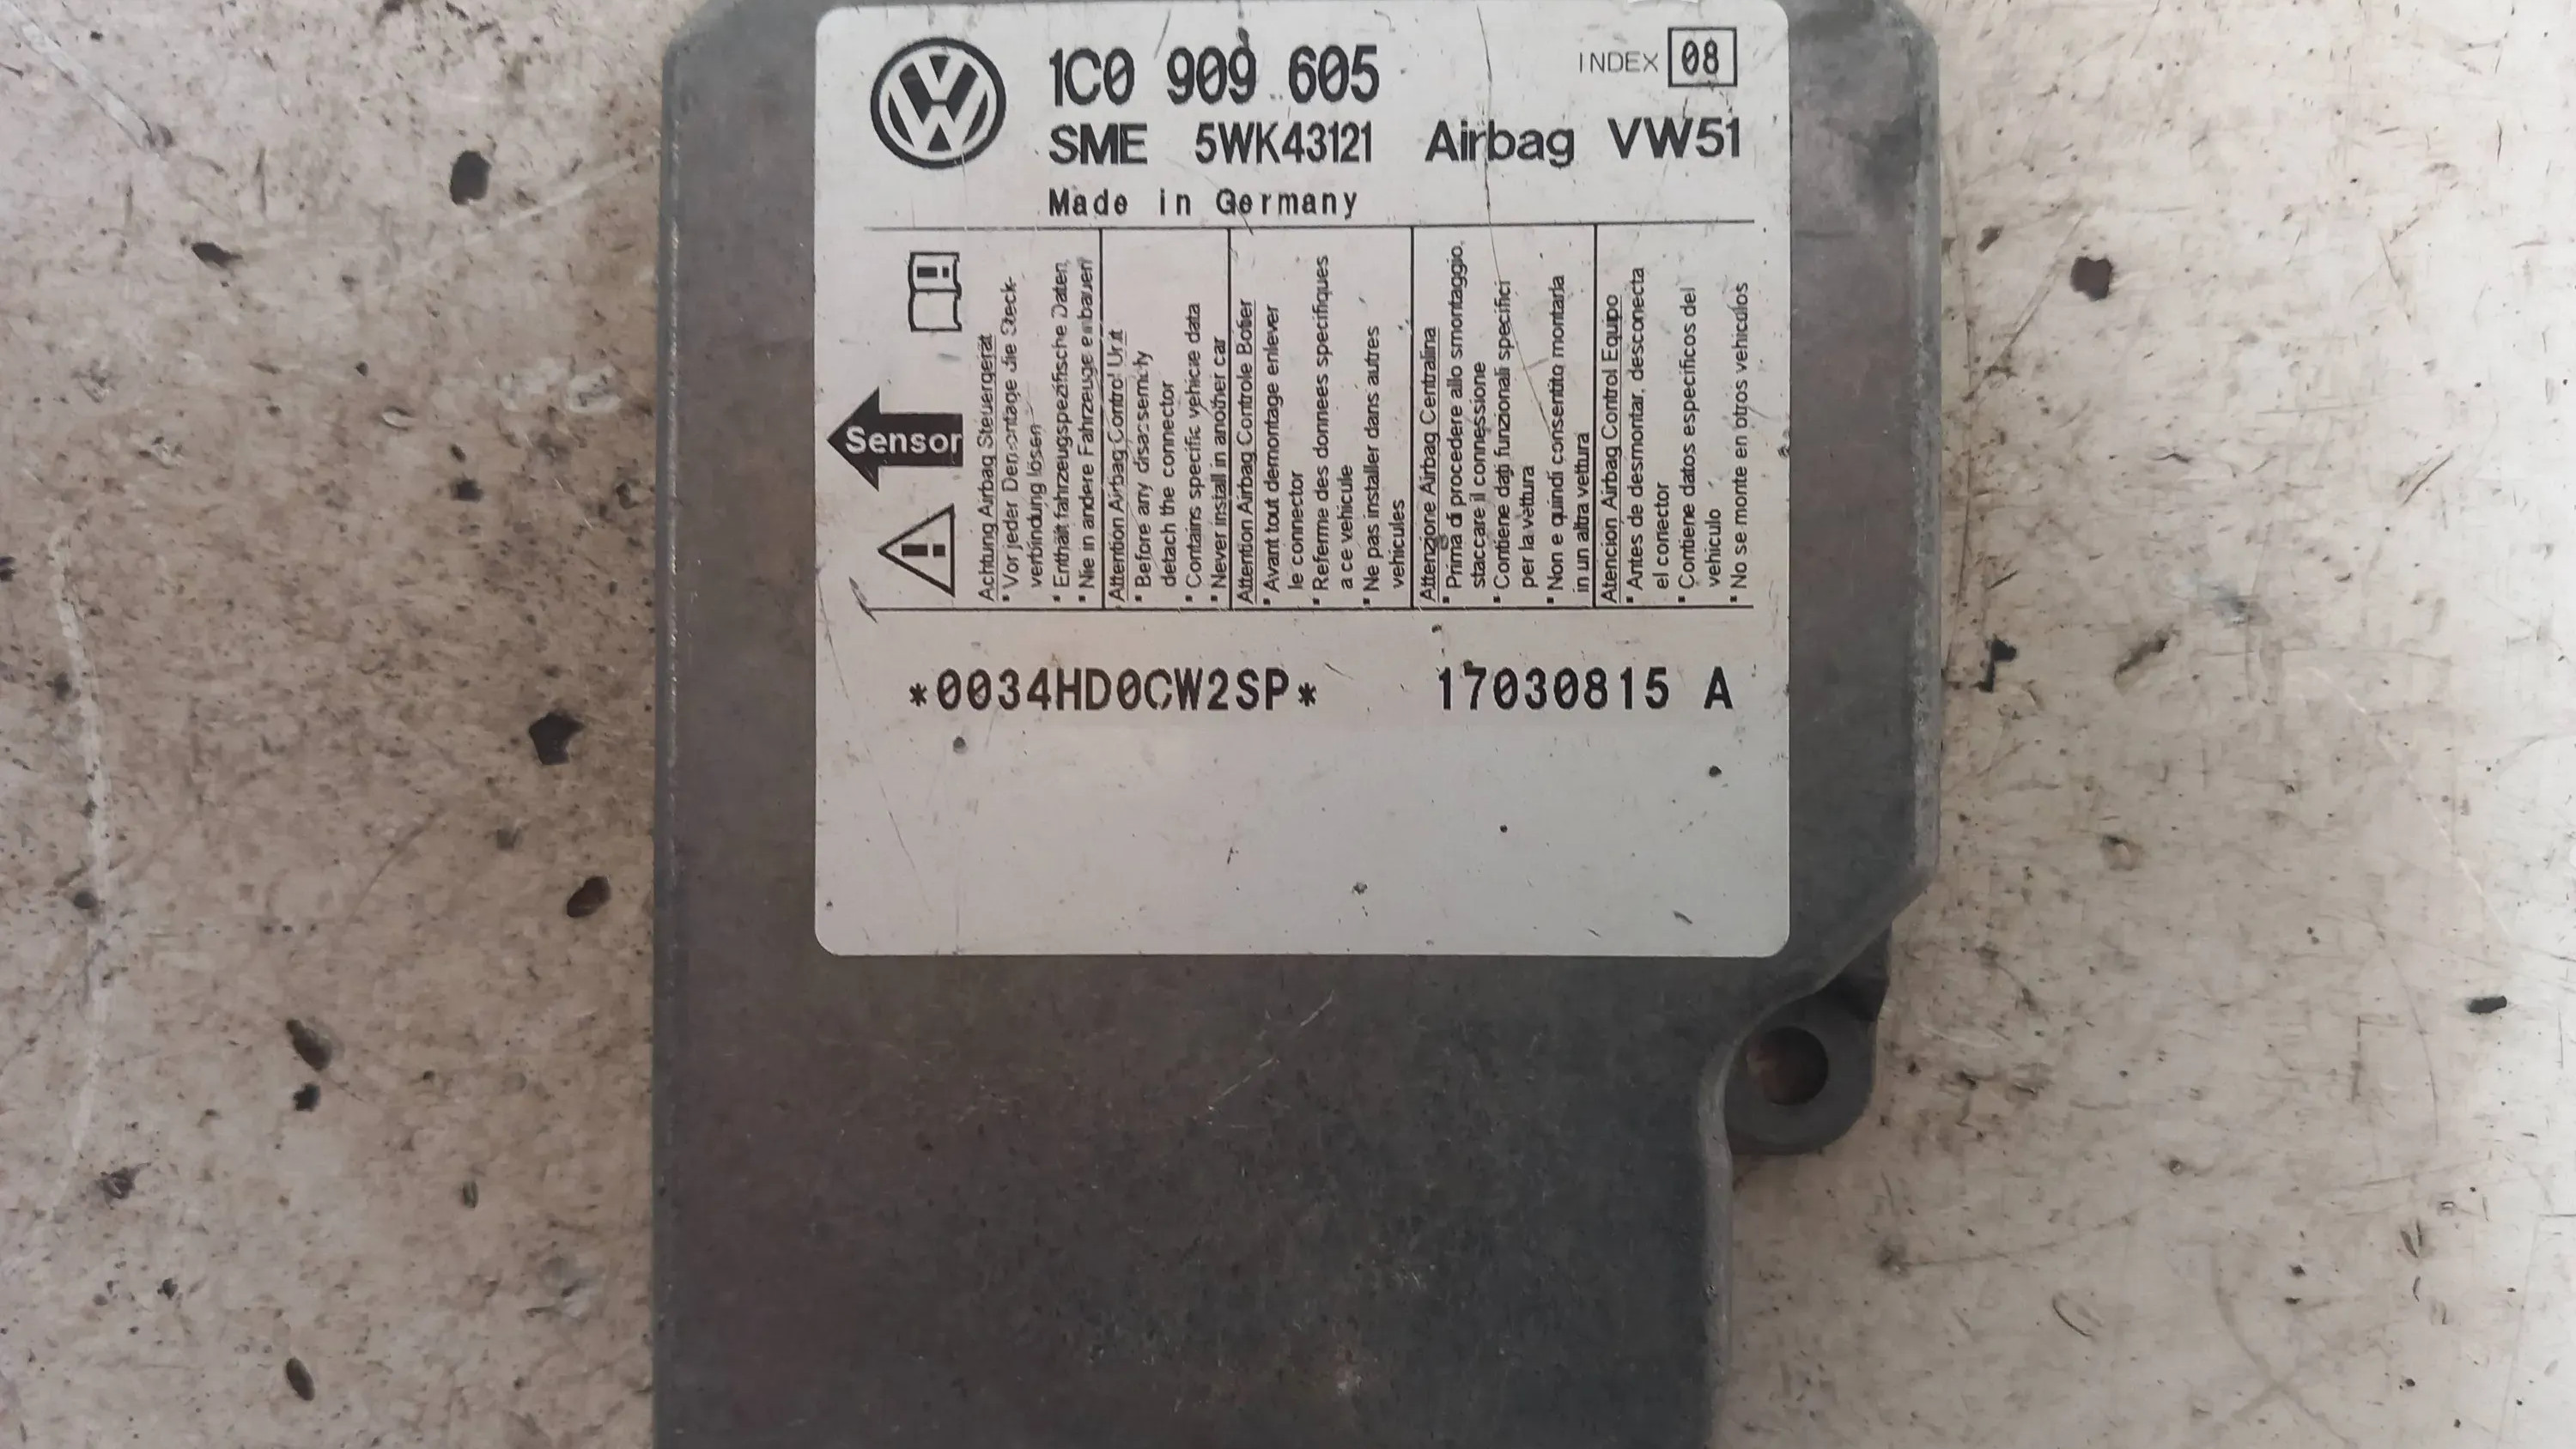 1C0 909 605
INDEX 08
SME 5WK43121 Airbag VW51
Made in Germany
Sensor
Achtung Airbag Steuergerät
* Vor jeder Demontage die Steck-
verbindung lösen
* Enthält fahrzeugspezifische Daten,
* Nie in andere Fahrzeuge einbauen
Attention Airbag Control Unit
* Before any disassembly
detach the connector
* Contains specific vehicle data
* Never install in another car
Attention Airbag Controle Boitier
* Avant tout demontage enlever
le connector
* Referme des donnees specifiques
a ce vehicule
* Ne pas installer dans autres
vehicules
Attenzione Airbag Centralina
* Prima di procedere allo smontaggio,
staccare il connessione
* Contiene dati funzionali specifici
per la vettura
* Non e quindi consentito montarla
in un altra vettura
Atencion Airbag Control Equipo
* Antes de desmontar, desconecta
el conector
* Contiene datos especificos del
vehiculo
* No se monte en otros vehiculos
*0034HD0CW2SP* 17030815 A